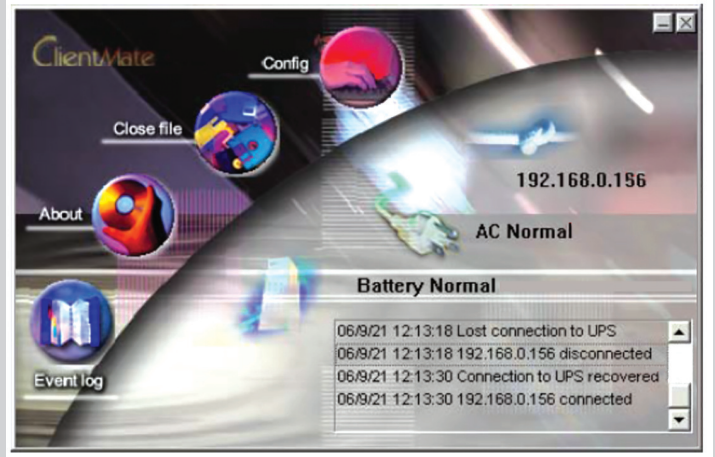 ClientMate
Config
Close file
192.168.0.156
About
AC Normal
Battery Normal
06/9/21 12:13:18 Lost connection to UPS
06/9/21 12:13:18 192.168.0.156 disconnected
06/9/21 12:13:30 Connection to UPS recovered
06/9/21 12:13:30 192.168.0.156 connected
Event log